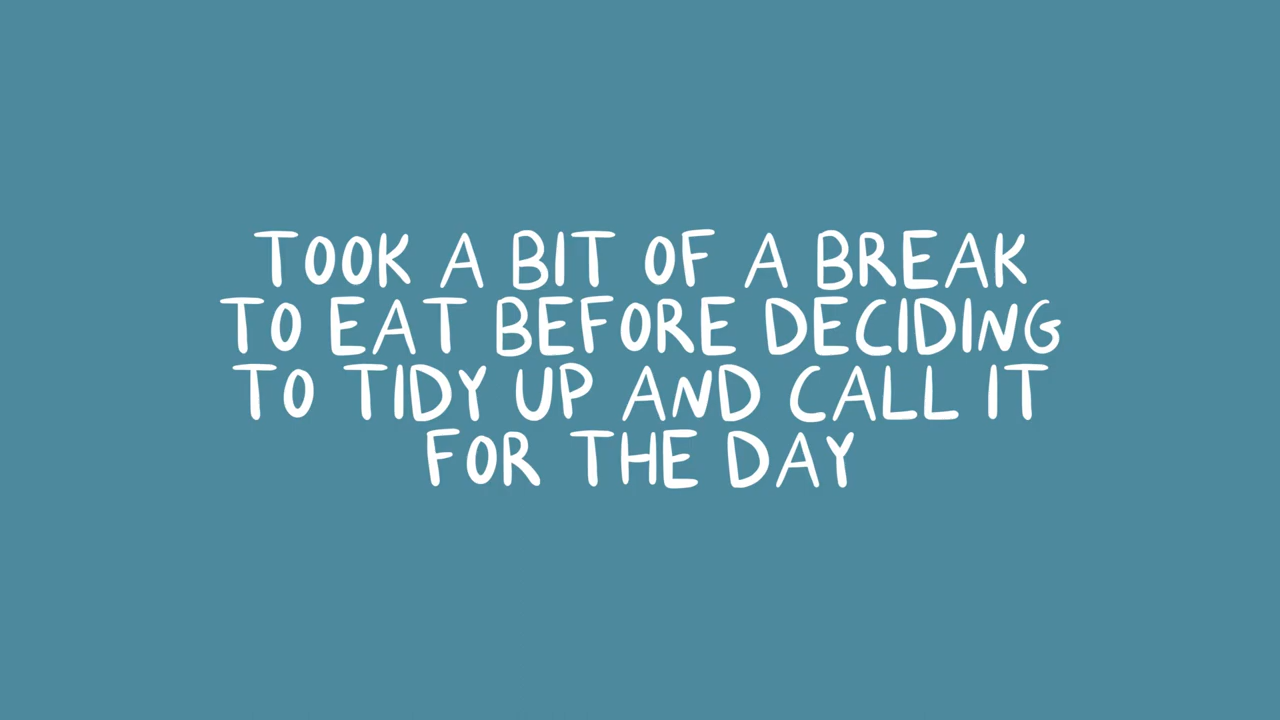 TOOK A BIT OF A BREAK
TO EAT BEFORE DECIDING
TO TIDY UP AND CALL IT
FOR THE DAY